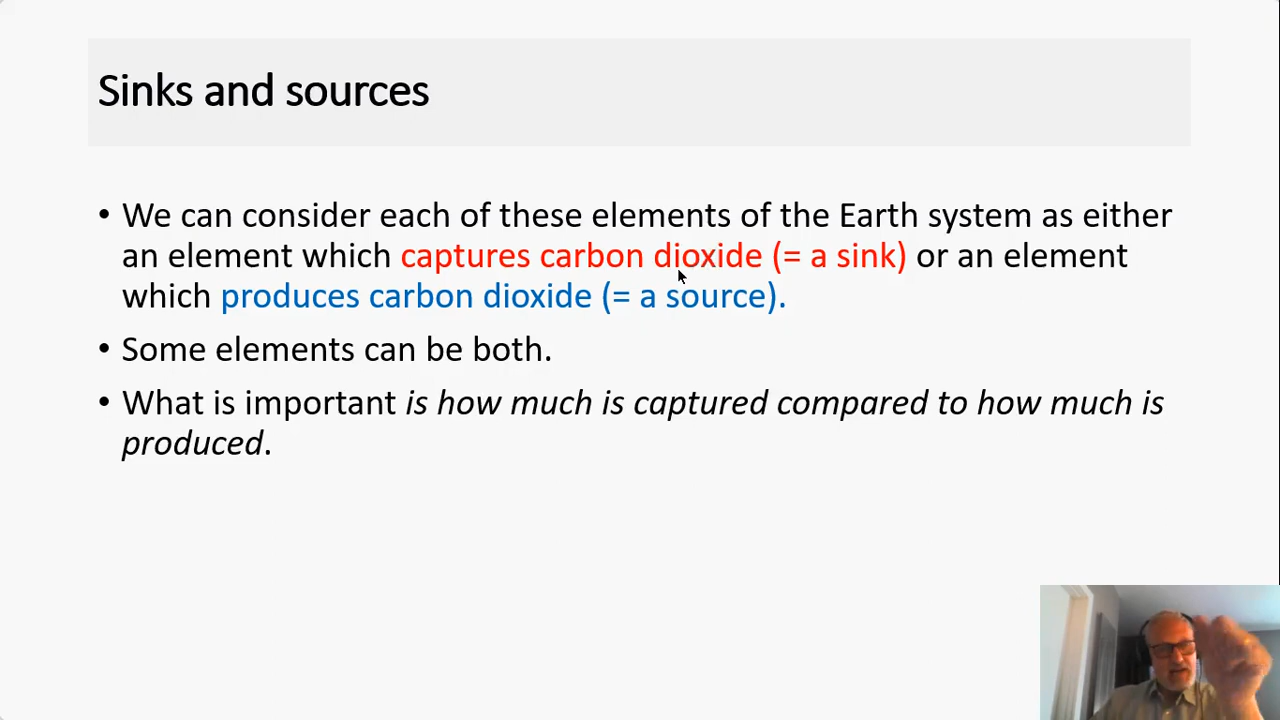 Sinks and sources
• We can consider each of these elements of the Earth system as either
an element which captures carbon dioxide (= a sink) or an element
which produces carbon dioxide (= a source).
• Some elements can be both.
• What is important is how much is captured compared to how much is
produced.